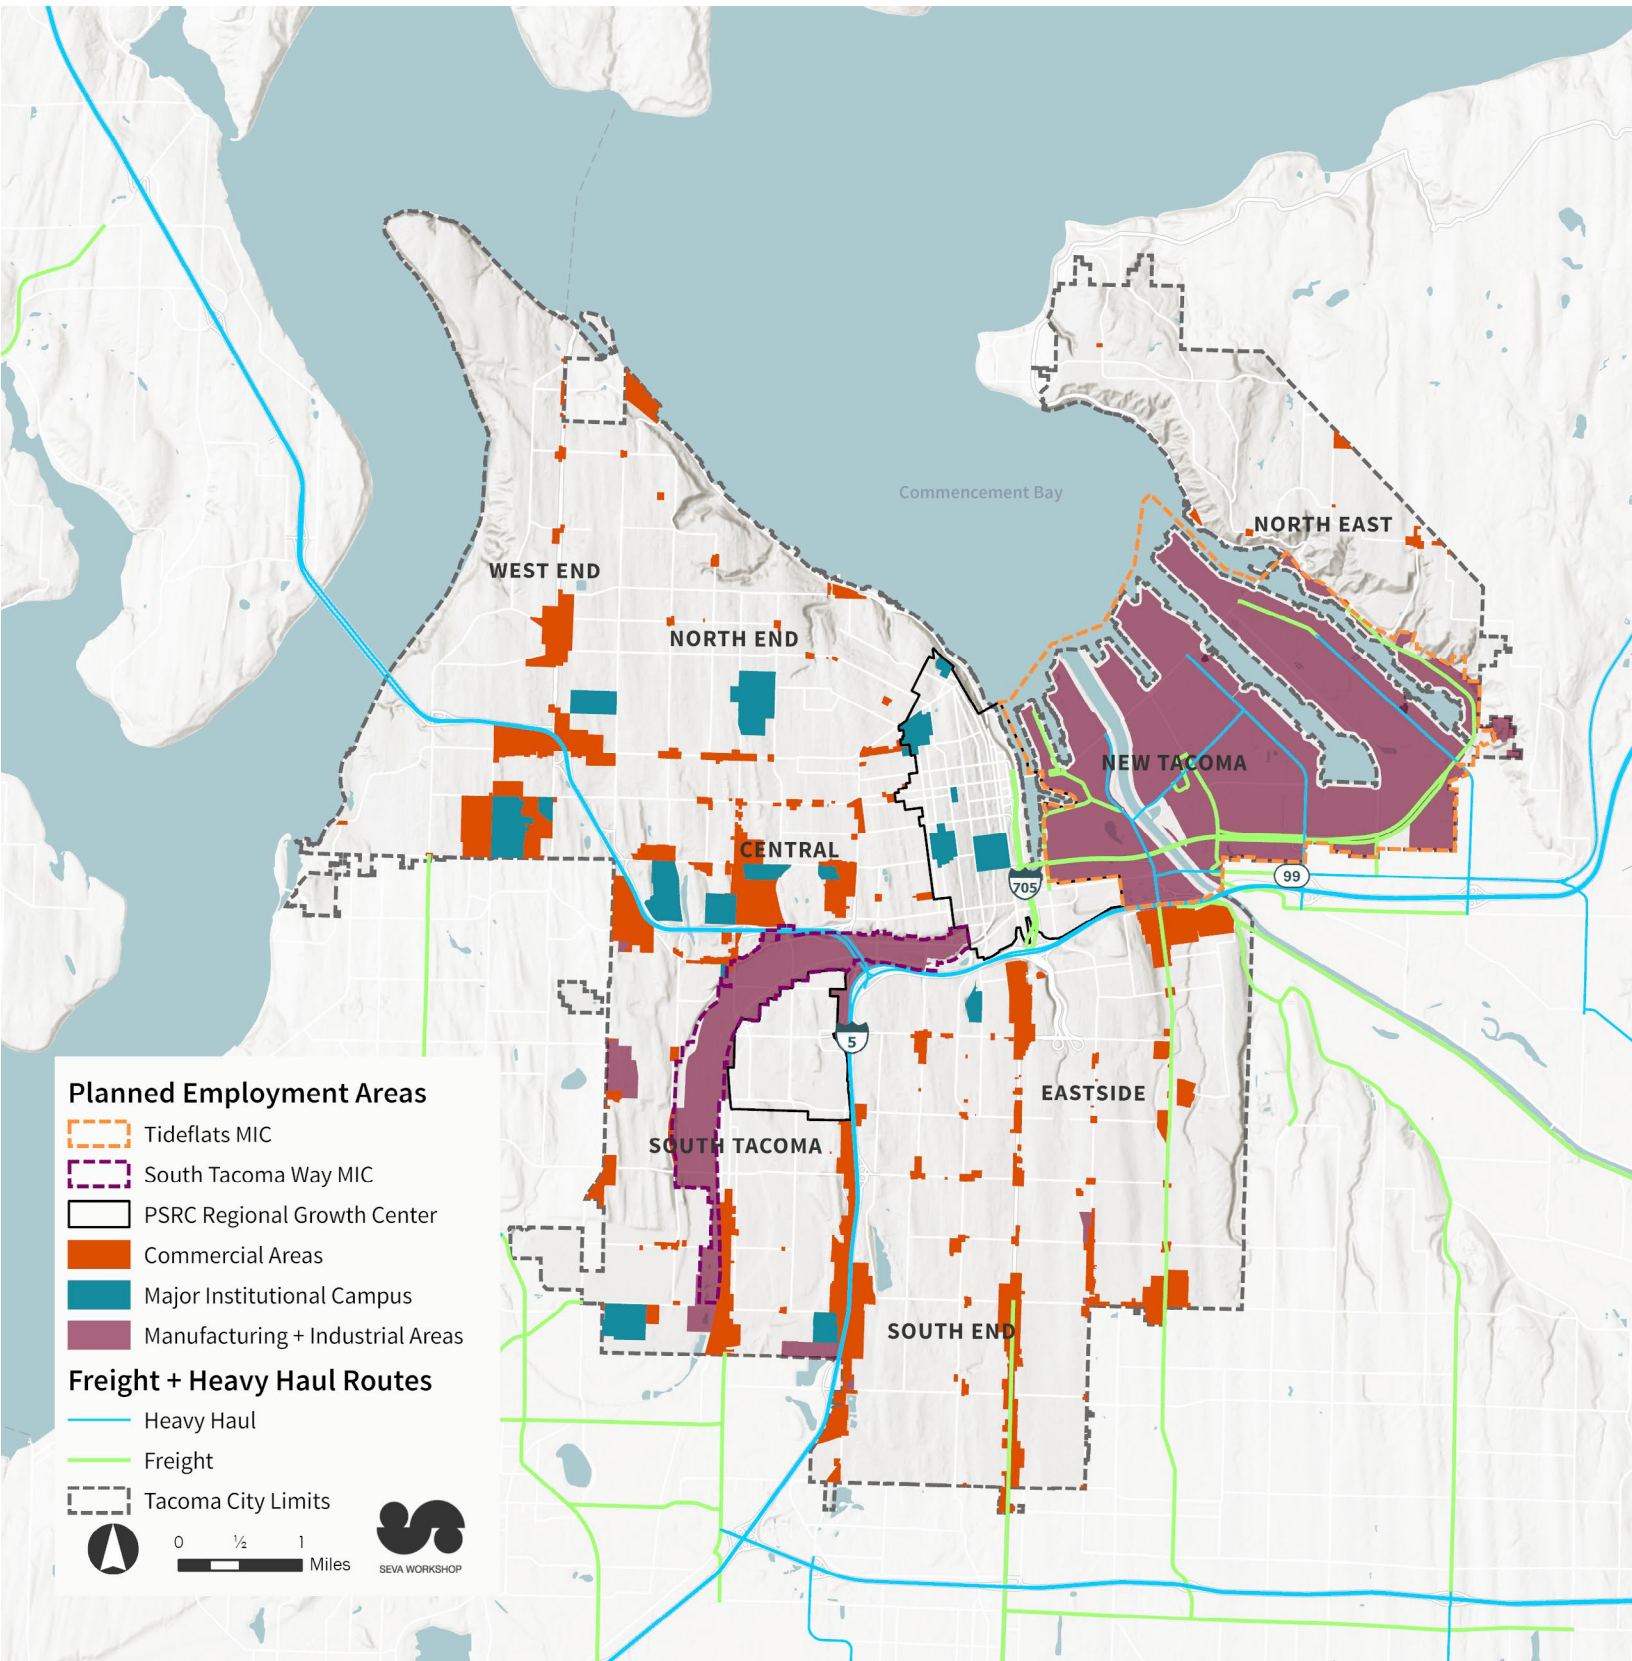 Commencement Bay
NORTH EAST
WEST END
NORTH END
NEW TACOMA
CENTRAL
705
99
5
EASTSIDE
SOUTH TACOMA
SOUTH END
Planned Employment Areas
Tideflats MIC
South Tacoma Way MIC
PSRC Regional Growth Center
Commercial Areas
Major Institutional Campus
Manufacturing + Industrial Areas
Freight + Heavy Haul Routes
Heavy Haul
Freight
Tacoma City Limits
0 ½ 1
Miles
SEVA WORKSHOP